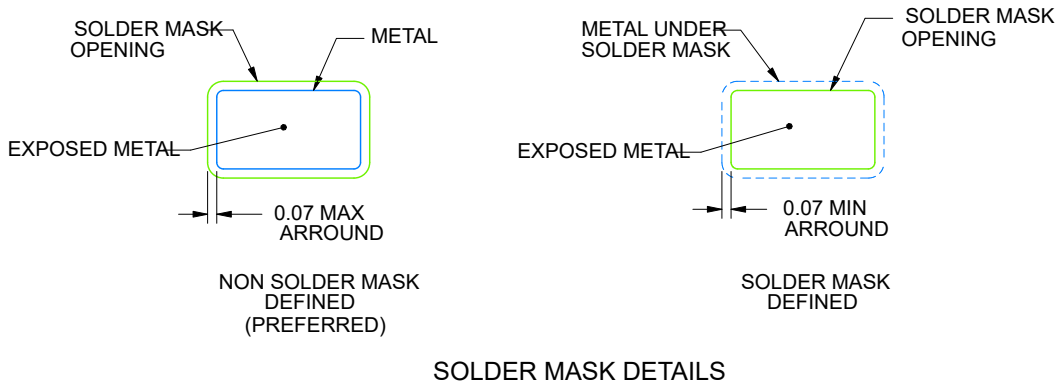 SOLDER MASK
OPENING
METAL
EXPOSED METAL
0.07 MAX
ARROUND
NON SOLDER MASK
DEFINED
(PREFERRED)
METAL UNDER
SOLDER MASK
SOLDER MASK
OPENING
EXPOSED METAL
0.07 MIN
ARROUND
SOLDER MASK
DEFINED
SOLDER MASK DETAILS